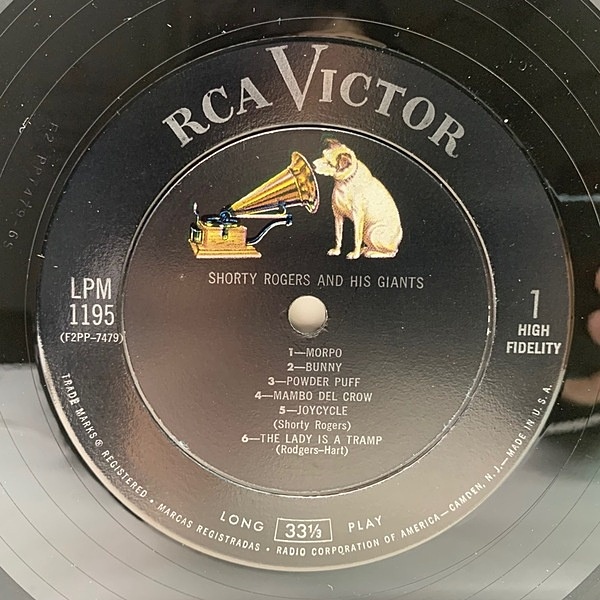 RCA VICTOR
SHORTY ROGERS AND HIS GIANTS
LPM
1195
(F2PP-7479)
1
HIGH
FIDELITY
1—MORPO
2—BUNNY
3—POWDER PUFF
4—MAMBO DEL CROW
5—JOYCYCLE
(Shorty Rogers)
6—THE LADY IS A TRAMP
(Rodgers-Hart)
LONG 33⅓ PLAY
TRADE MARKS ® REGISTERED • MARCAS REGISTRADAS • RADIO CORPORATION OF AMERICA—CAMDEN, N.J.—MADE IN U.S.A.